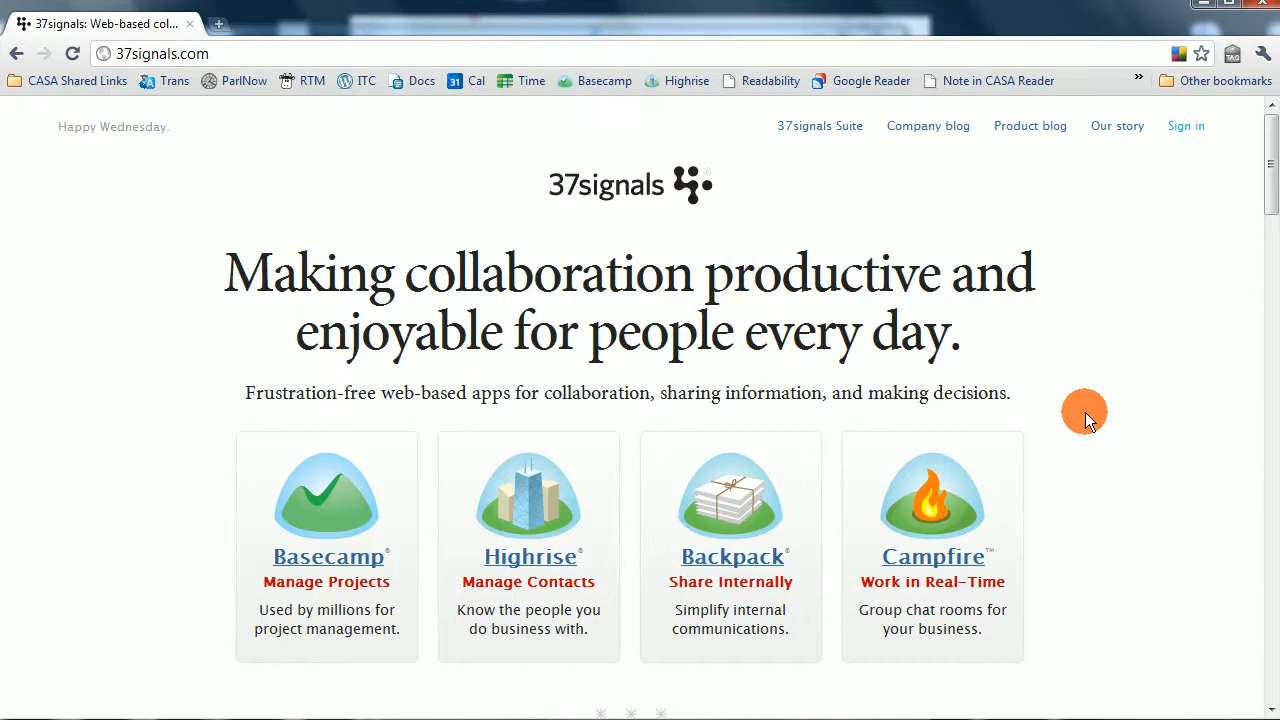 37signals: Web-based col...
37signals.com
CASA Shared Links Trans ParlNow RTM ITC Docs 31 Cal Time Basecamp Highrise Readability Google Reader Note in CASA Reader » Other bookmarks
Happy Wednesday.
37signals Suite Company blog Product blog Our story Sign in
37signals ®
Making collaboration productive and
enjoyable for people every day.
Frustration-free web-based apps for collaboration, sharing information, and making decisions.
Basecamp®
Manage Projects
Used by millions for
project management.
Highrise®
Manage Contacts
Know the people you
do business with.
Backpack®
Share Internally
Simplify internal
communications.
Campfire™
Work in Real-Time
Group chat rooms for
your business.